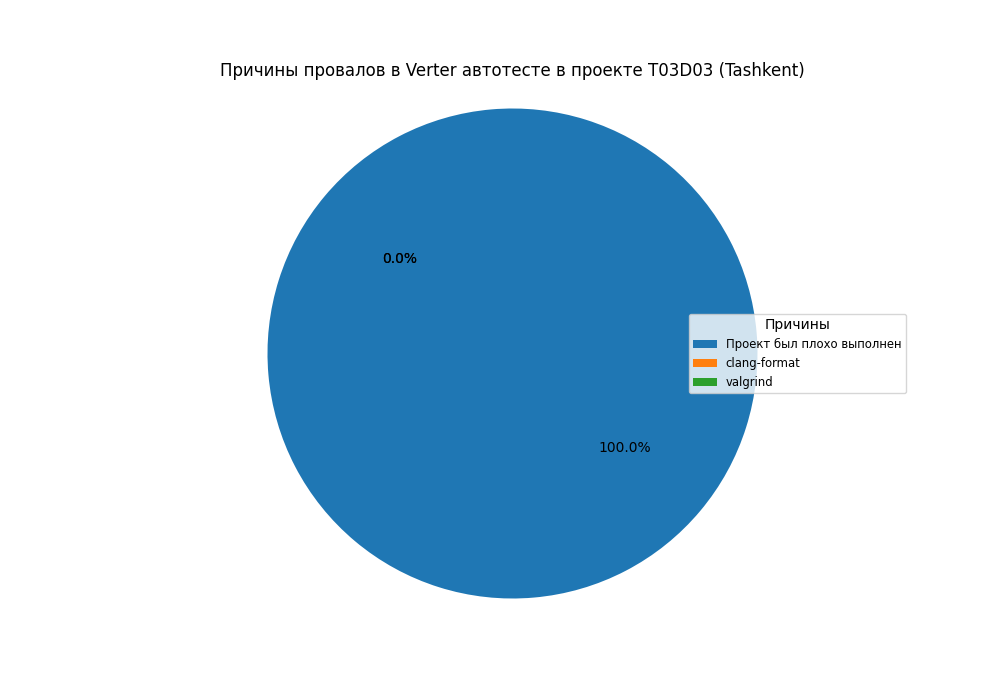 Причины провалов в Verter автотесте в проекте T03D03 (Tashkent)
0.0%
Причины
Проект был плохо выполнен
clang-format
valgrind
100.0%